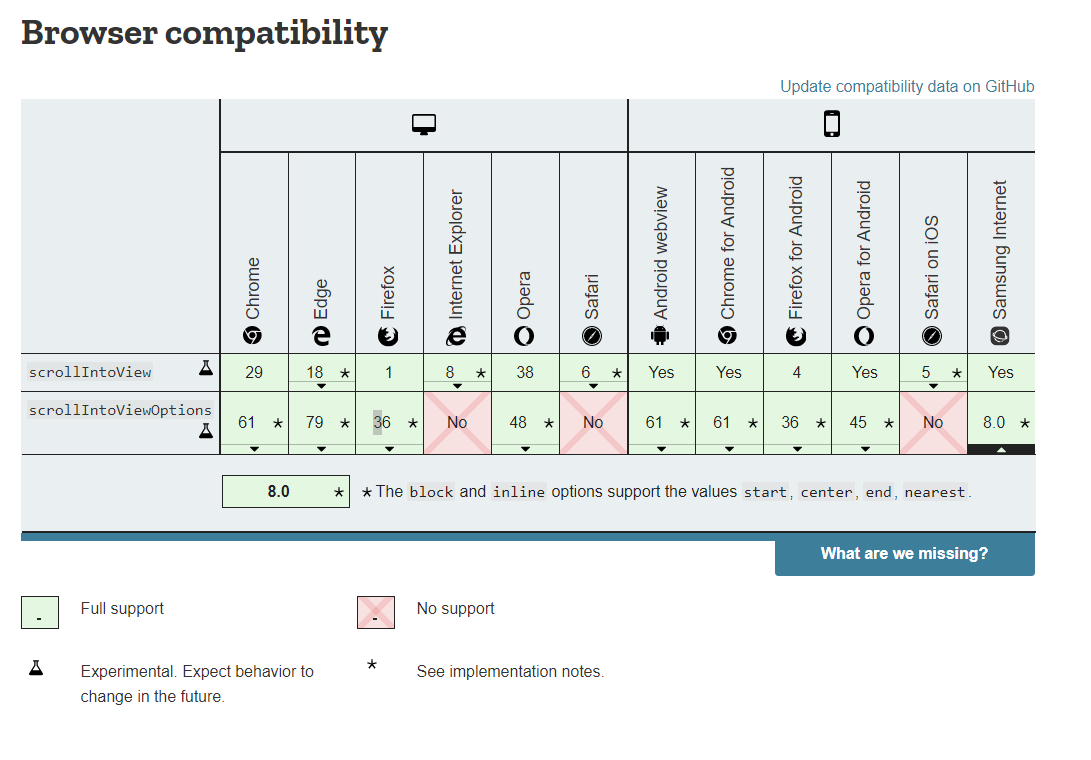 Browser compatibility
Update compatibility data on GitHub
Chrome
Edge
Firefox
Internet Explorer
Opera
Safari
Android webview
Chrome for Android
Firefox for Android
Opera for Android
Safari on iOS
Samsung Internet
scrollIntoView 29 18 * 1 8 * 38 6 * Yes Yes 4 Yes 5 * Yes
scrollIntoViewOptions 61 * 79 * 36 * No 48 * No 61 * 61 * 36 * 45 * No 8.0 *
8.0 * * The block and inline options support the values start, center, end, nearest.
What are we missing?
- Full support - No support
Experimental. Expect behavior to
change in the future.
* See implementation notes.